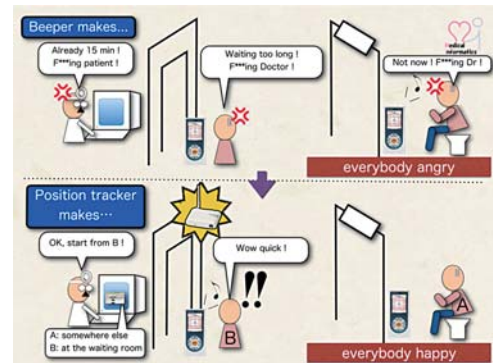 Beeper makes...
Already 15 min !
F***ing patient !
Waiting too long !
F***ing Doctor !
Medical
Informatics
Not now ! F***ing Dr !
everybody angry
Position tracker
makes…
OK, start from B !
Wow quick !
!!
B
A
A: somewhere else
B: at the waiting room
everybody happy